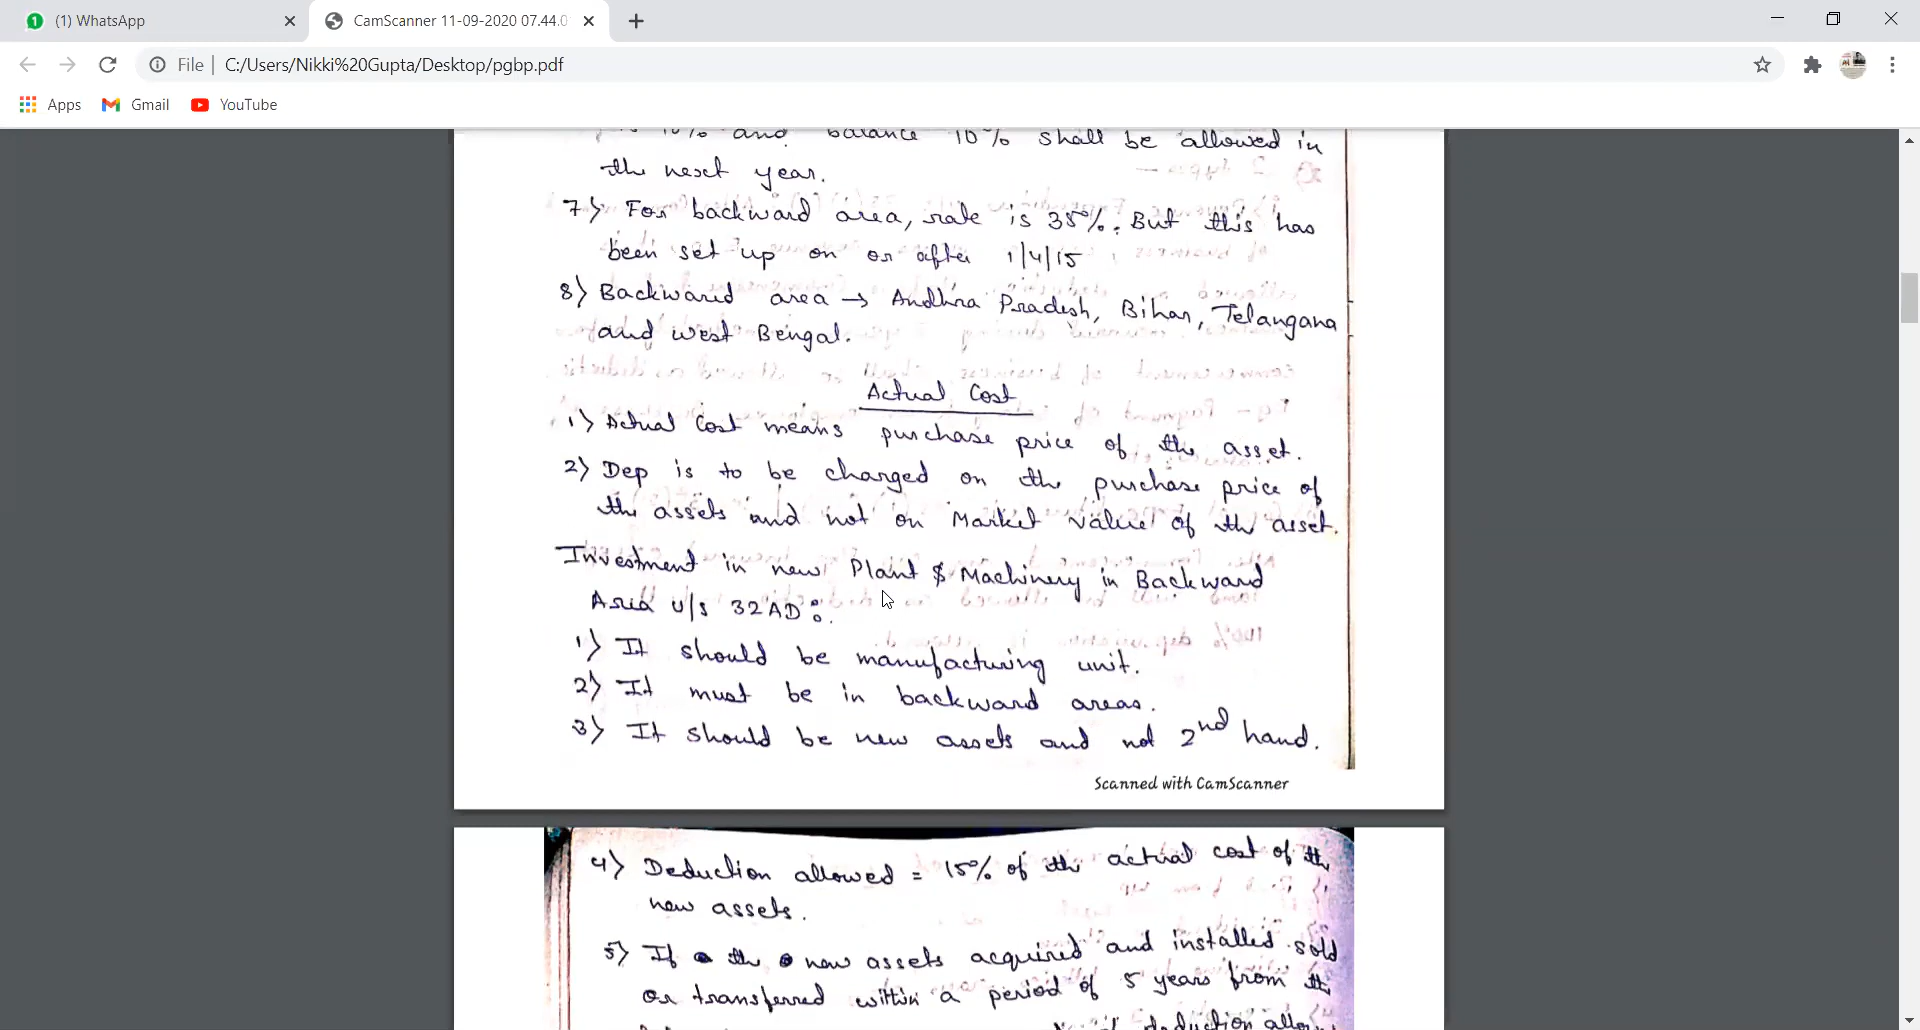 (1) WhatsApp
CamScanner 11-09-2020 07.44.0
File
C:/Users/Nikki%20Gupta/Desktop/pgbp.pdf
Apps Gmail YouTube
is 10% and balance 10% shall be allowed in
the next year.
7) For backward area, rate is 35%. But this has
been set up on or after 1/4/15
8) Backward area → Andhra Pradesh, Bihar, Telangana
and West Bengal.
Actual Cost
1) Actual Cost means purchase price of the asset.
2) Dep is to be charged on the purchase price of
the assets and not on Market value of the asset.
Investment in new Plant & Machinery in Backward
Area u/s 32AD:
1) It should be manufacturing unit.
2) It must be in backward areas.
3) It should be new assets and not 2nd hand.
Scanned with CamScanner
4) Deduction allowed = 15% of the actual cost of the
new assets.
5) If the new assets acquired and installed sold
or transferred within a period of 5 years from the
deduction allow